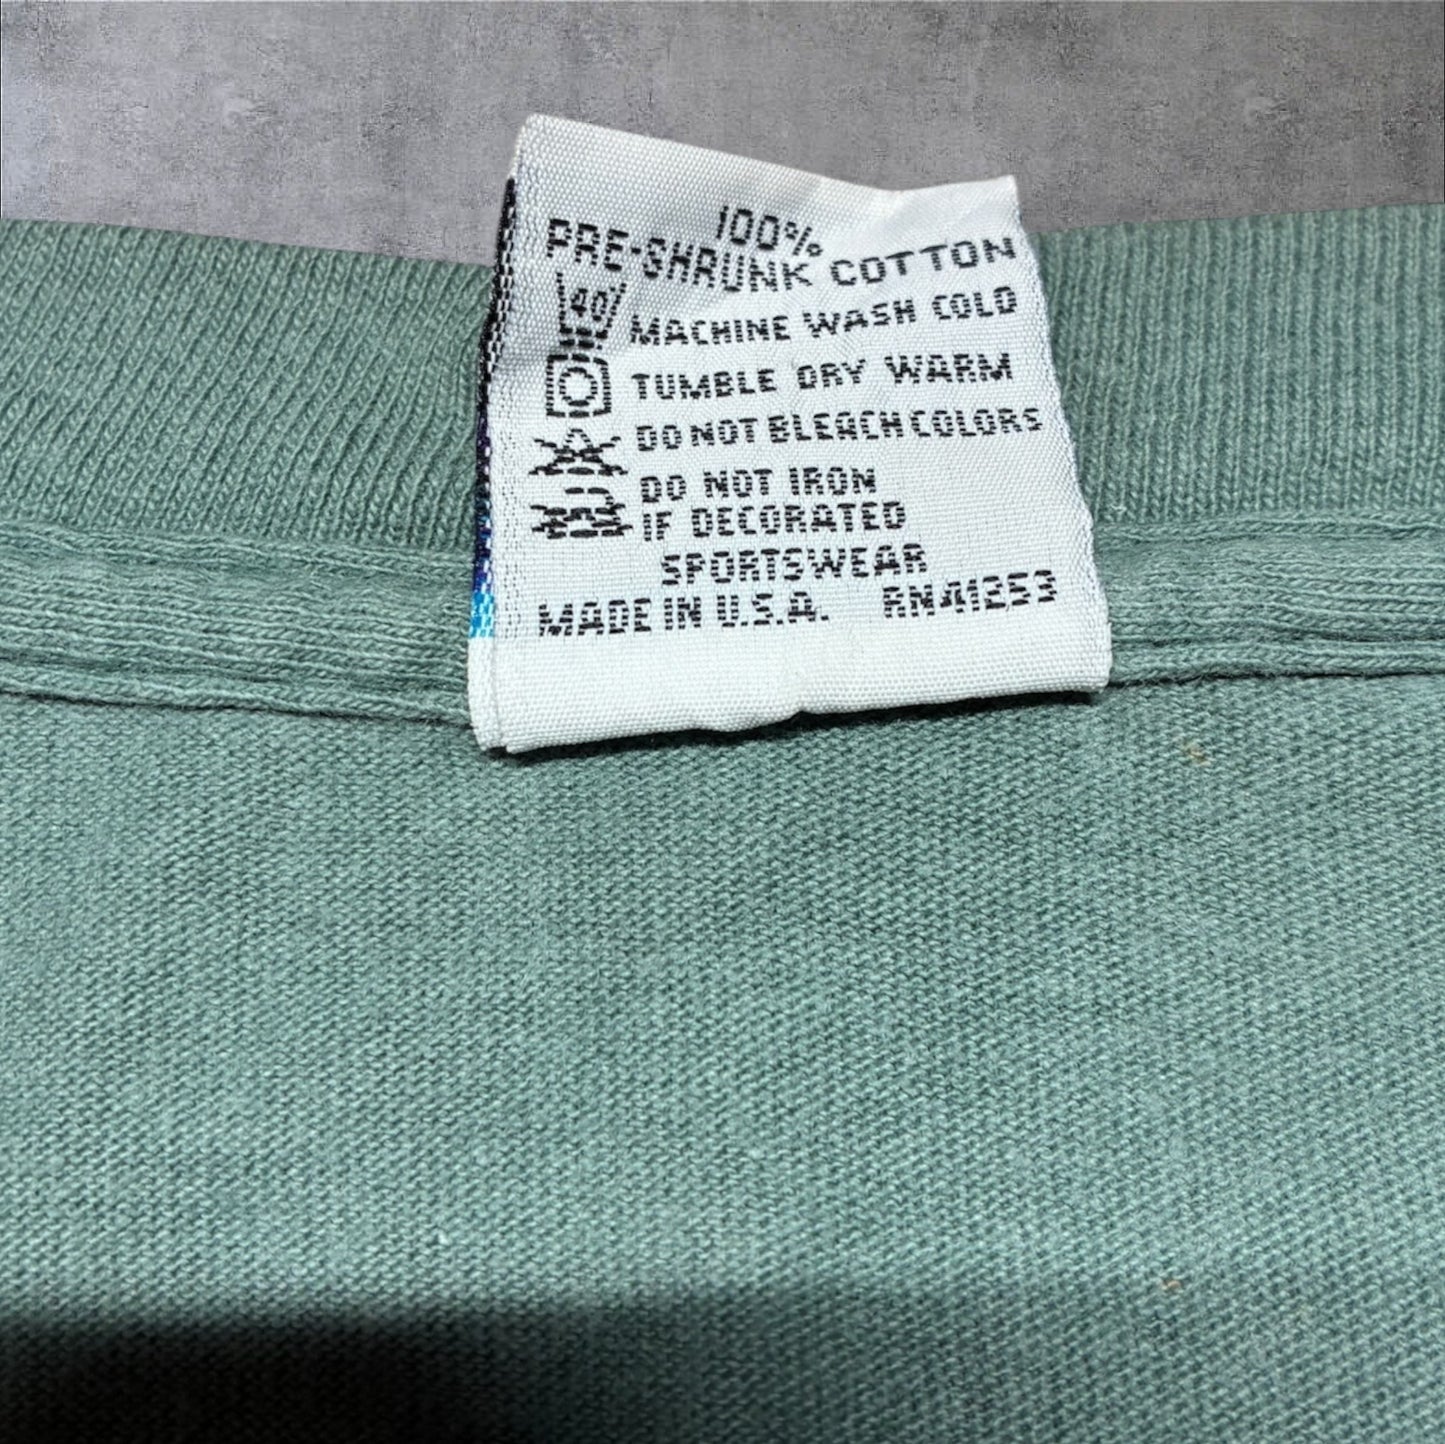 100%
PRE-SHRUNK COTTON
40
MACHINE WASH COLD
TUMBLE DRY WARM
DO NOT BLEACH COLORS
DO NOT IRON
IF DECORATED
SPORTSWEAR
MADE IN U.S.A. RN41253